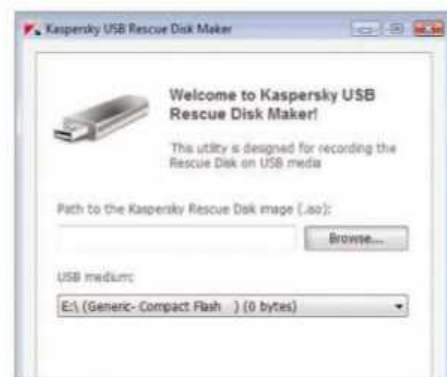 Kaspersky USB Rescue Disk Maker
Welcome to Kaspersky USB
Rescue Disk Maker!
This utility is designed for recording the
Rescue Disk on USB media
Path to the Kaspersky Rescue Disk image (.iso):
Browse...
USB medium:
E:\ (Generic- Compact Flash ) (0 bytes)